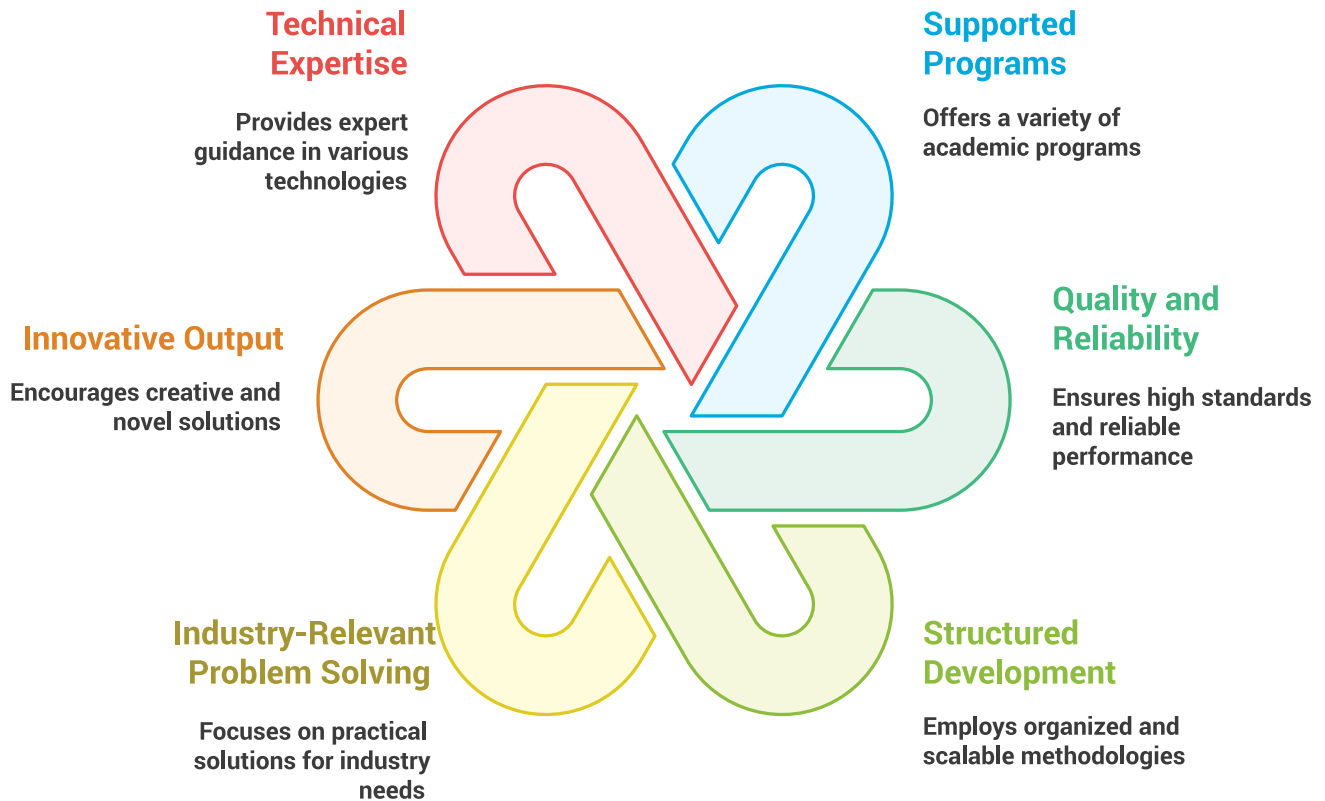 Technical
Expertise
Provides expert
guidance in various
technologies
Supported
Programs
Offers a variety of
academic programs
Innovative Output
Encourages creative and
novel solutions
Quality and
Reliability
Ensures high standards
and reliable
performance
Industry-Relevant
Problem Solving
Focuses on practical
solutions for industry
needs
Structured
Development
Employs organized and
scalable methodologies